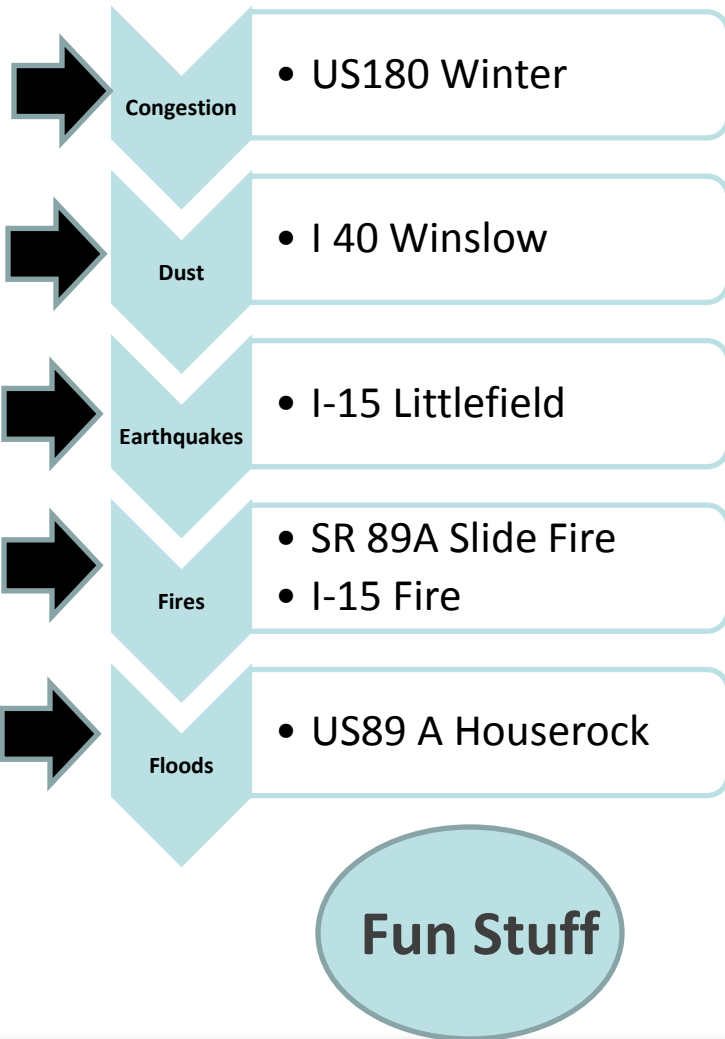 Congestion
• US180 Winter
Dust
• I 40 Winslow
Earthquakes
• I-15 Littlefield
Fires
• SR 89A Slide Fire
• I-15 Fire
Floods
• US89 A Houserock
Fun Stuff